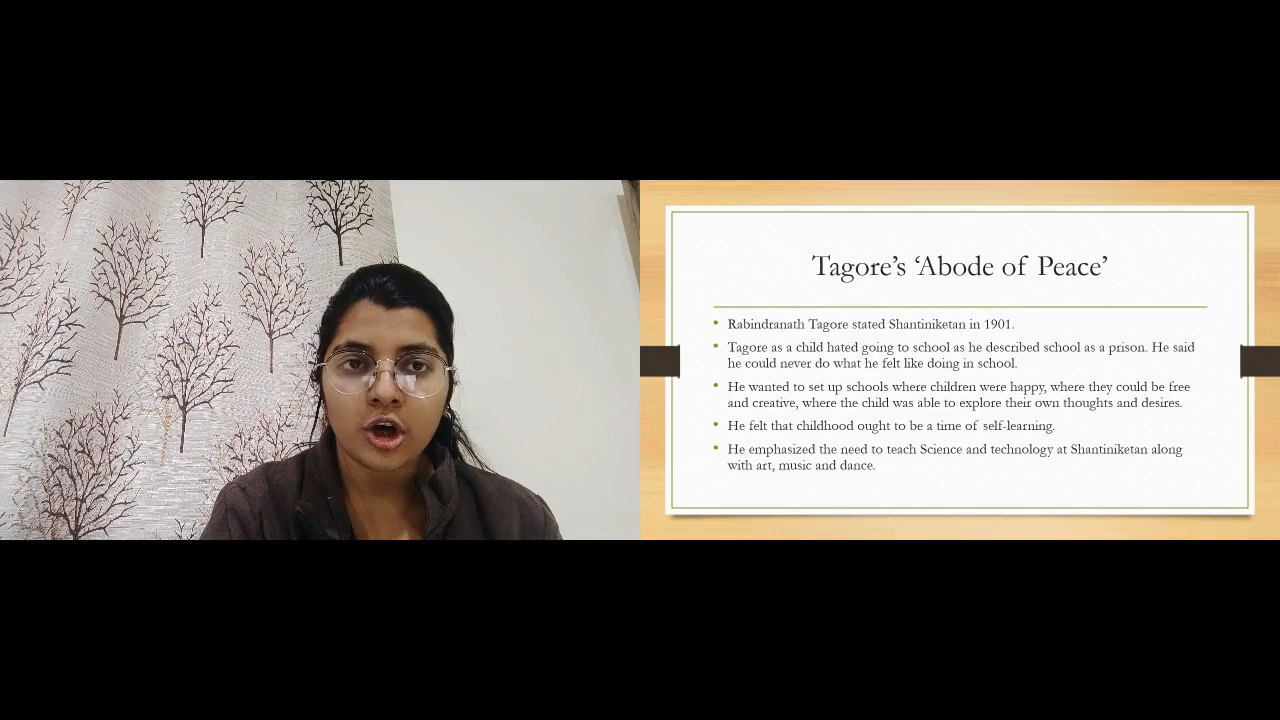 Tagore's ‘Abode of Peace’
• Rabindranath Tagore stated Shantiniketan in 1901.
• Tagore as a child hated going to school as he described school as a prison. He said
he could never do what he felt like doing in school.
• He wanted to set up schools where children were happy, where they could be free
and creative, where the child was able to explore their own thoughts and desires.
• He felt that childhood ought to be a time of self-learning.
• He emphasized the need to teach Science and technology at Shantiniketan along
with art, music and dance.